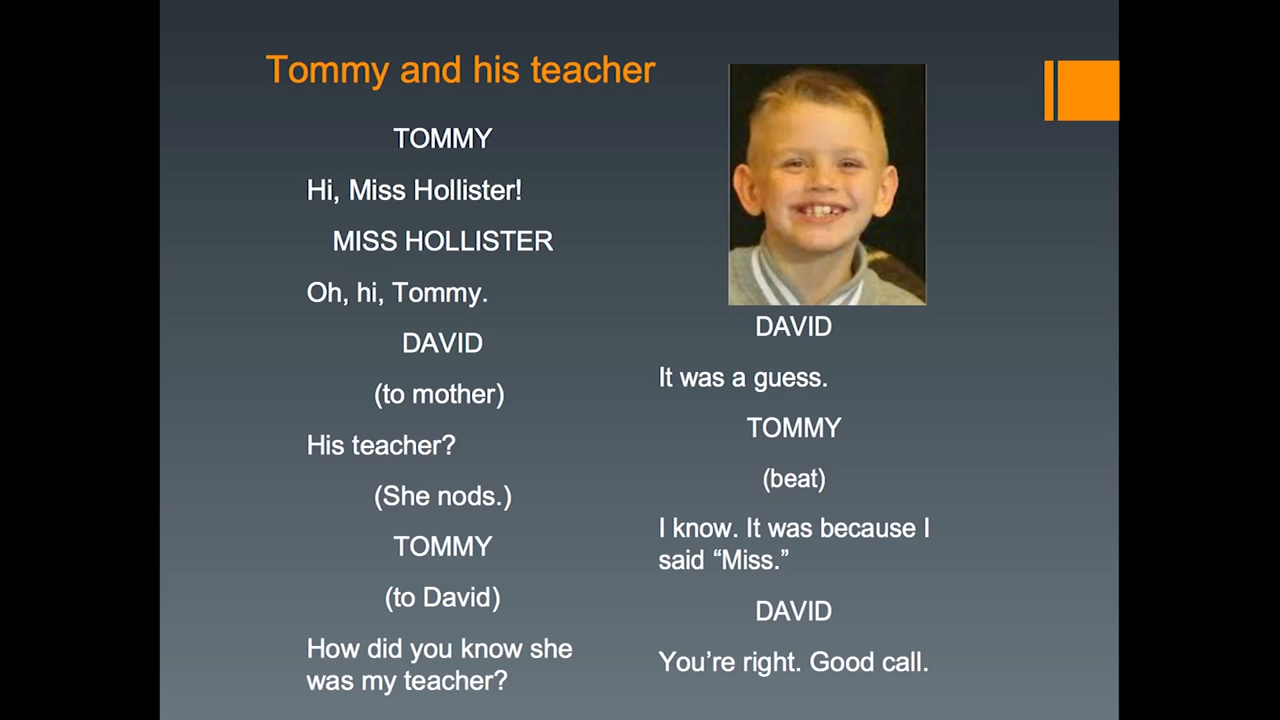 Tommy and his teacher
TOMMY
Hi, Miss Hollister!
MISS HOLLISTER
Oh, hi, Tommy.
DAVID
(to mother)
His teacher?
(She nods.)
TOMMY
(to David)
How did you know she
was my teacher?
DAVID
It was a guess.
TOMMY
(beat)
I know. It was because I
said “Miss.”
DAVID
You’re right. Good call.